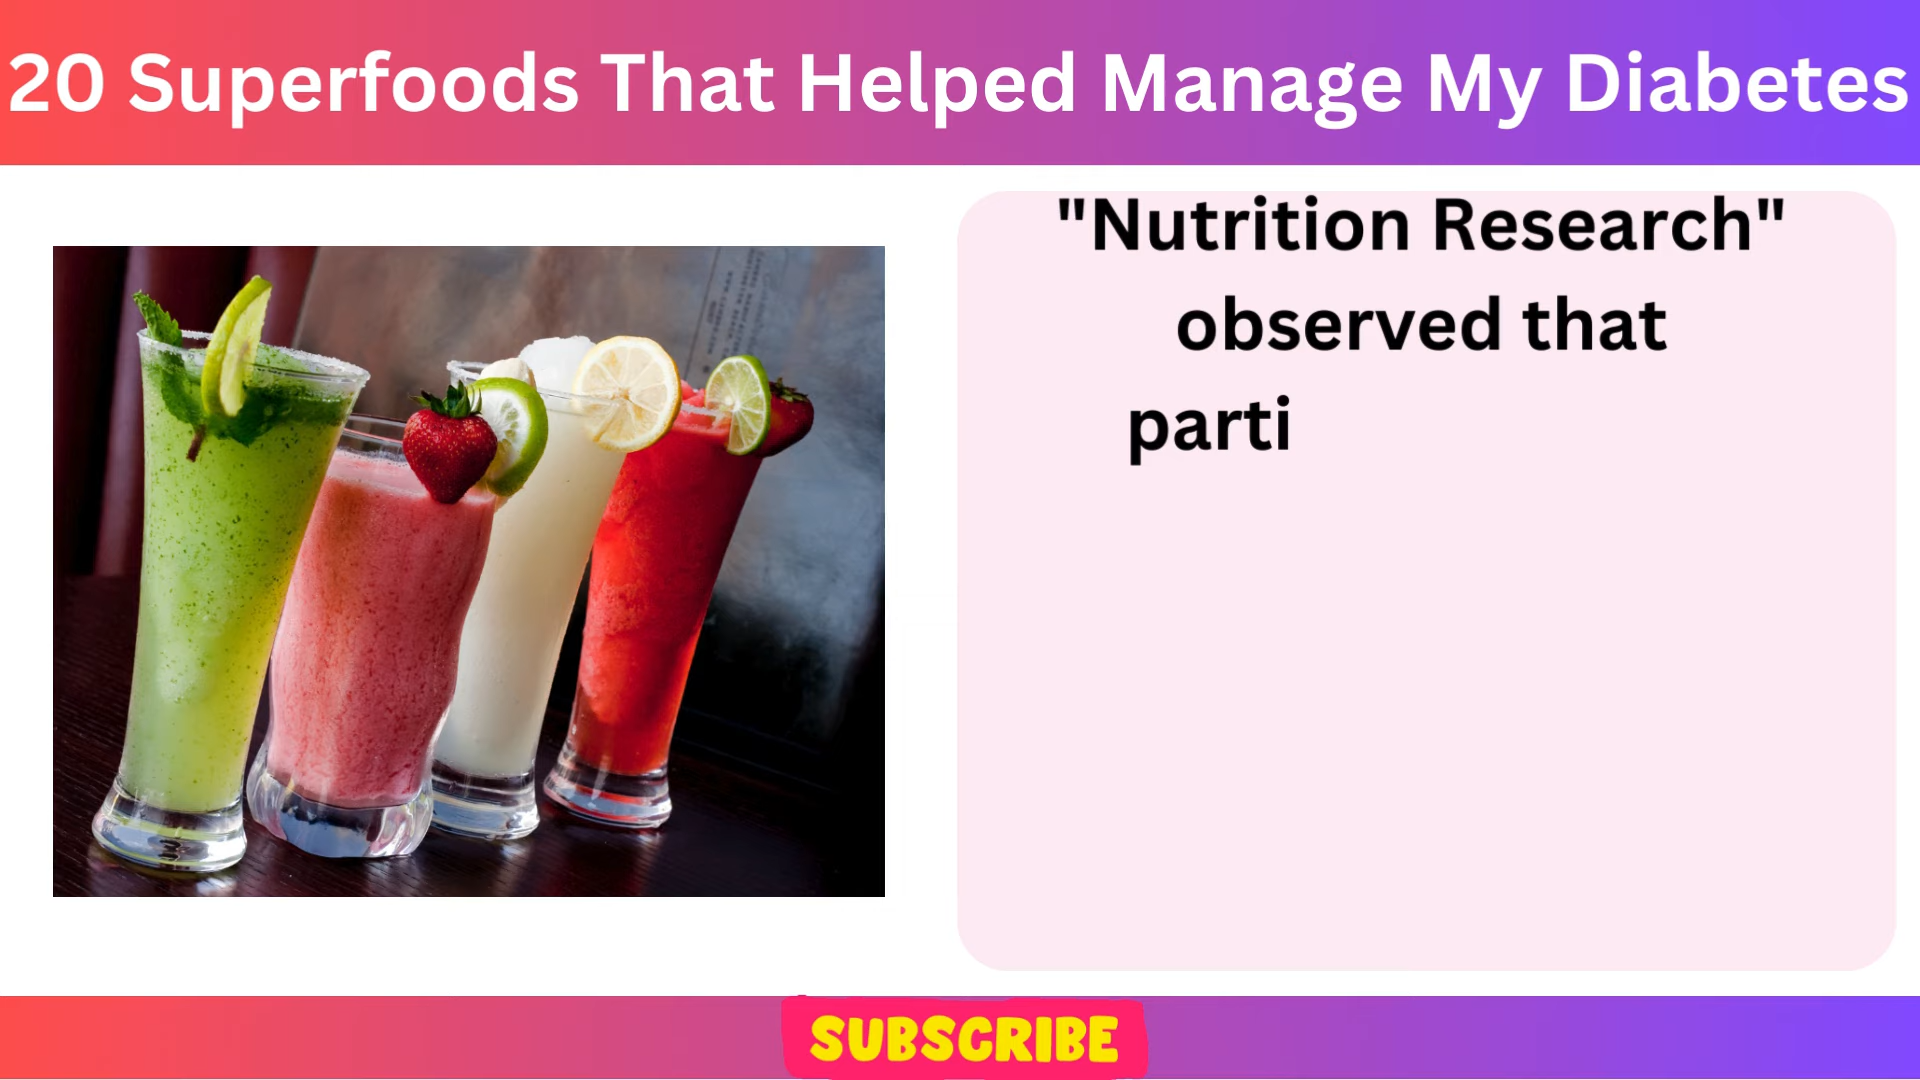 20 Superfoods That Helped Manage My Diabetes
"Nutrition Research"
observed that
parti
SUBSCRIBE